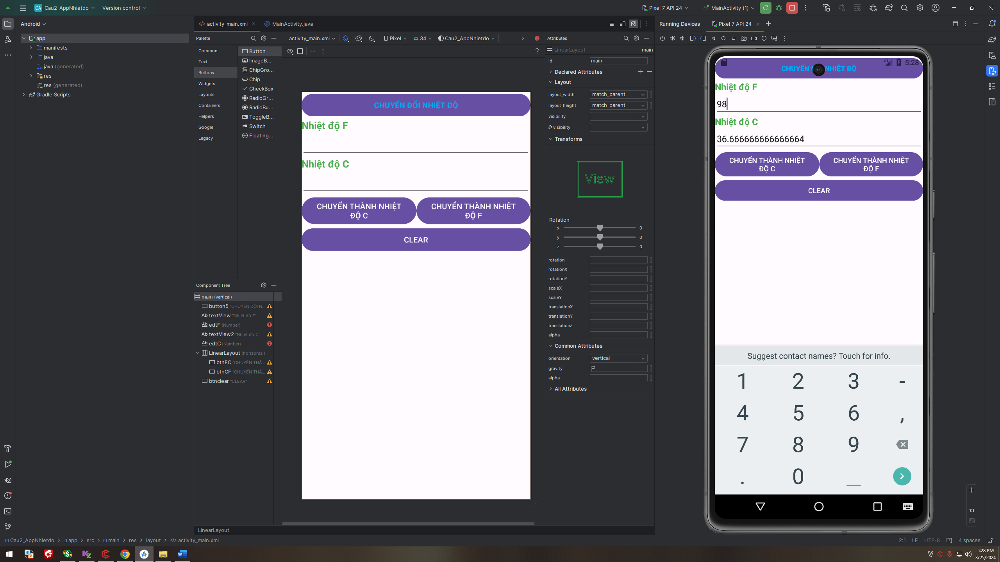 CA Cau2_AppNhietdo Version control Pixel 7 API 24 MainActivity (1)
Android
app
manifests
java
java (generated)
res
res (generated)
Gradle Scripts
activity_main.xml MainActivity.java
Palette
Common
Text
Buttons
Widgets
Layouts
Containers
Helpers
Google
Legacy
Button
ImageB...
ChipGro...
Chip
CheckBox
RadioGr...
RadioBu...
ToggleB...
Switch
Floating...
Component Tree
main (vertical)
button5 "CHUYỂN ĐỔI N...
Ab textView "Nhiệt độ F"
Ab edtF (Number)
Ab textView2 "Nhiệt độ C"
Ab edtC (Number)
LinearLayout (horizontal)
btnFC "CHUYỂN THÀ...
btnCF "CHUYỂN THÀ...
btnclear "CLEAR"
activity_main.xml Pixel 34 Cau2_AppNhietdo
?
CHUYỂN ĐỔI NHIỆT ĐỘ
Nhiệt độ F
Nhiệt độ C
CHUYỂN THÀNH NHIỆT
ĐỘ C
CHUYỂN THÀNH NHIỆT
ĐỘ F
CLEAR
LinearLayout
Attributes
LinearLayout main
id main
Declared Attributes
Layout
layout_width match_parent
layout_height match_parent
visibility
visibility
Transforms
View
Rotation
x 0
y 0
z 0
rotation
rotationX
rotationY
scaleX
scaleY
translationX
translationY
translationZ
alpha
Common Attributes
orientation vertical
gravity
alpha
All Attributes
Running Devices Pixel 7 API 24
LTE 5:28
CHUYỂN NHIỆT ĐỘ
Nhiệt độ F
98
Nhiệt độ C
36.666666666666664
CHUYỂN THÀNH NHIỆT
ĐỘ C
CHUYỂN THÀNH NHIỆT
ĐỘ F
CLEAR
Suggest contact names? Touch for info.
1 2 3 -
4 5 6 ,
7 8 9
. 0 _
1:1
Cau2_AppNhietdo > app > src > main > res > layout > activity_main.xml
2:1 LF UTF-8 4 spaces
5:28 PM
3/25/2024